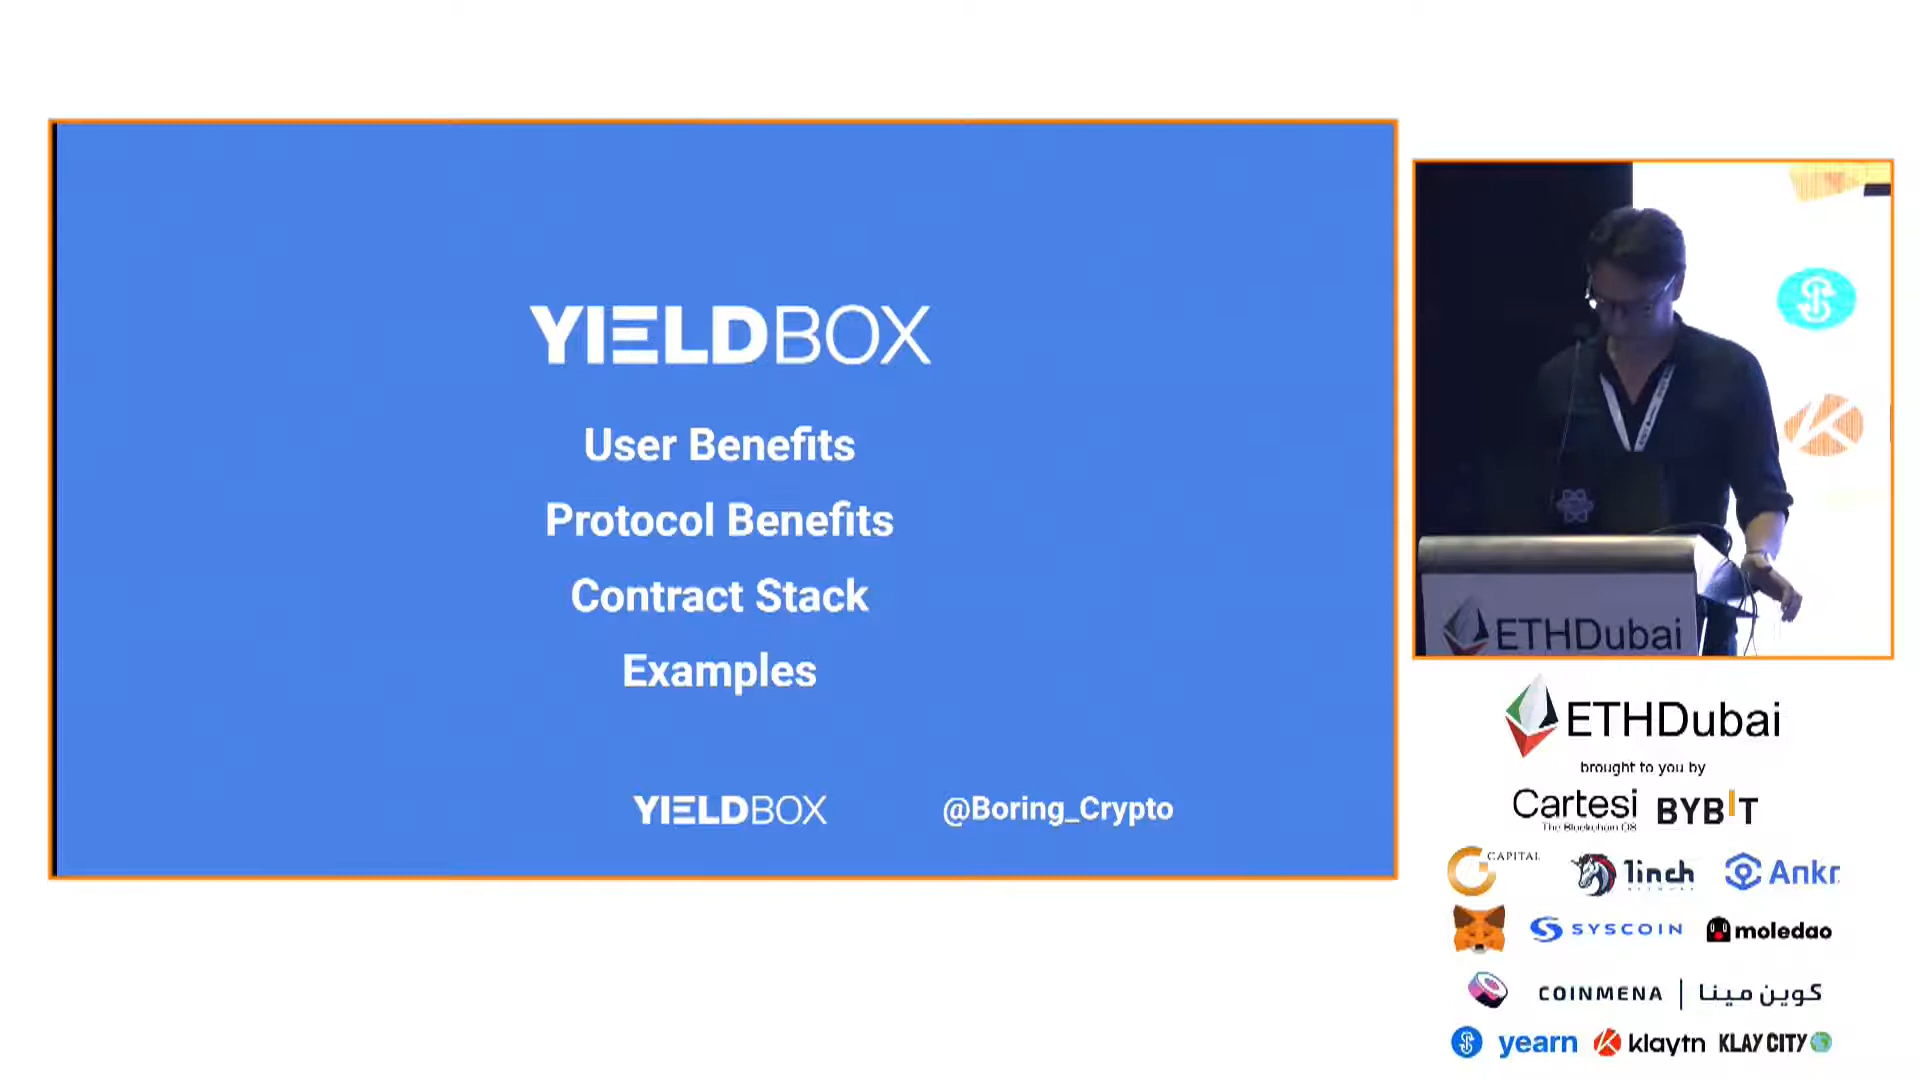 YIELDBOX
User Benefits
Protocol Benefits
Contract Stack
Examples
YIELDBOX
@Boring_Crypto
ETHDubai
ETHDubai
brought to you by
Cartesi
The Blockchain OS
BYBIT
CAPITAL
1inch
NETWORK
Ankr
SYSCOIN
moledao
COINMENA | كوين مينا
yearn
klaytn
KLAY CITY